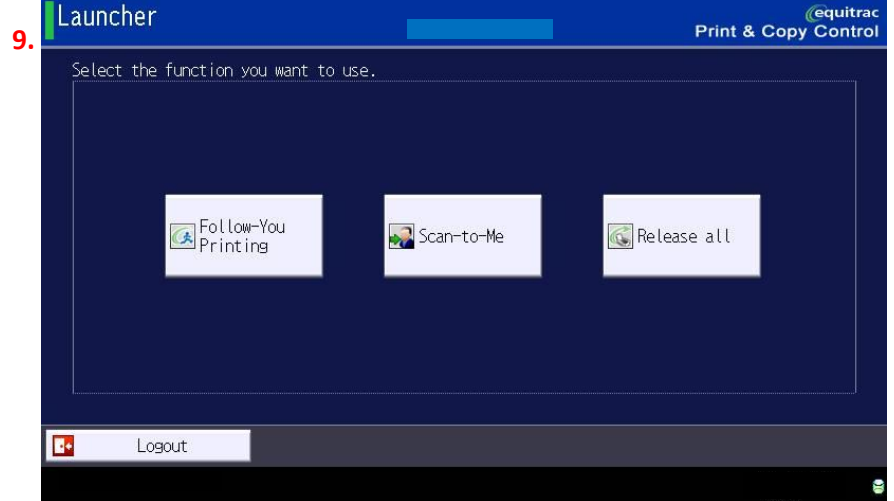 Launcher
equitrac
9.
Print & Copy Control
Select the function you want to use.
Follow-You
Printing
Scan-to-Me
Release all
Logout